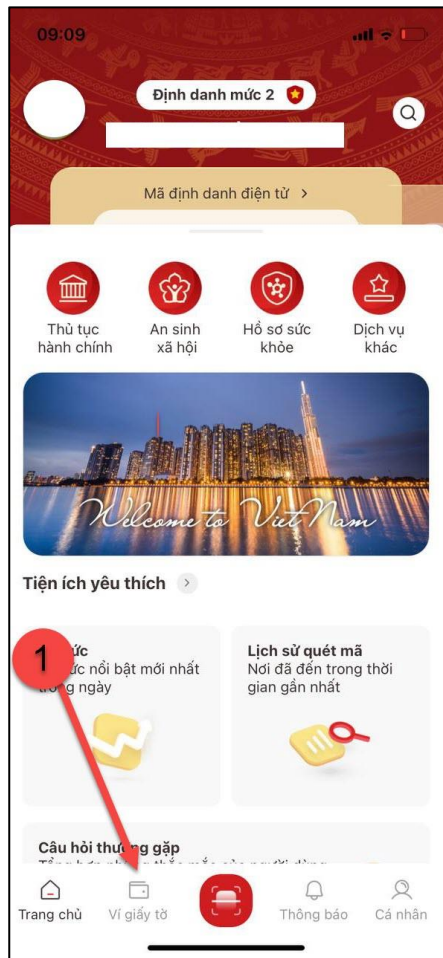 09:09
Định danh mức 2
Mã định danh điện tử >
Thủ tục
hành chính
An sinh
xã hội
Hồ sơ sức
khỏe
Dịch vụ
khác
Welcome to Viet Nam
Tiện ích yêu thích >
1
nổi bật mới nhất
ngày
Lịch sử quét mã
Nơi đã đến trong thời
gian gần nhất
Câu hỏi thường gặp
Trang chủ
Ví giấy tờ
Thông báo
Cá nhân